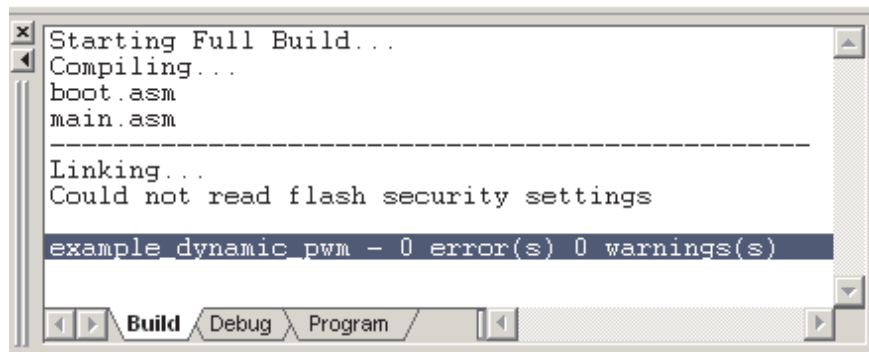 Starting Full Build...
Compiling...
boot.asm
main.asm
------------------------------------------------
Linking...
Could not read flash security settings
example_dynamic_pwm - 0 error(s) 0 warnings(s)
Build Debug Program